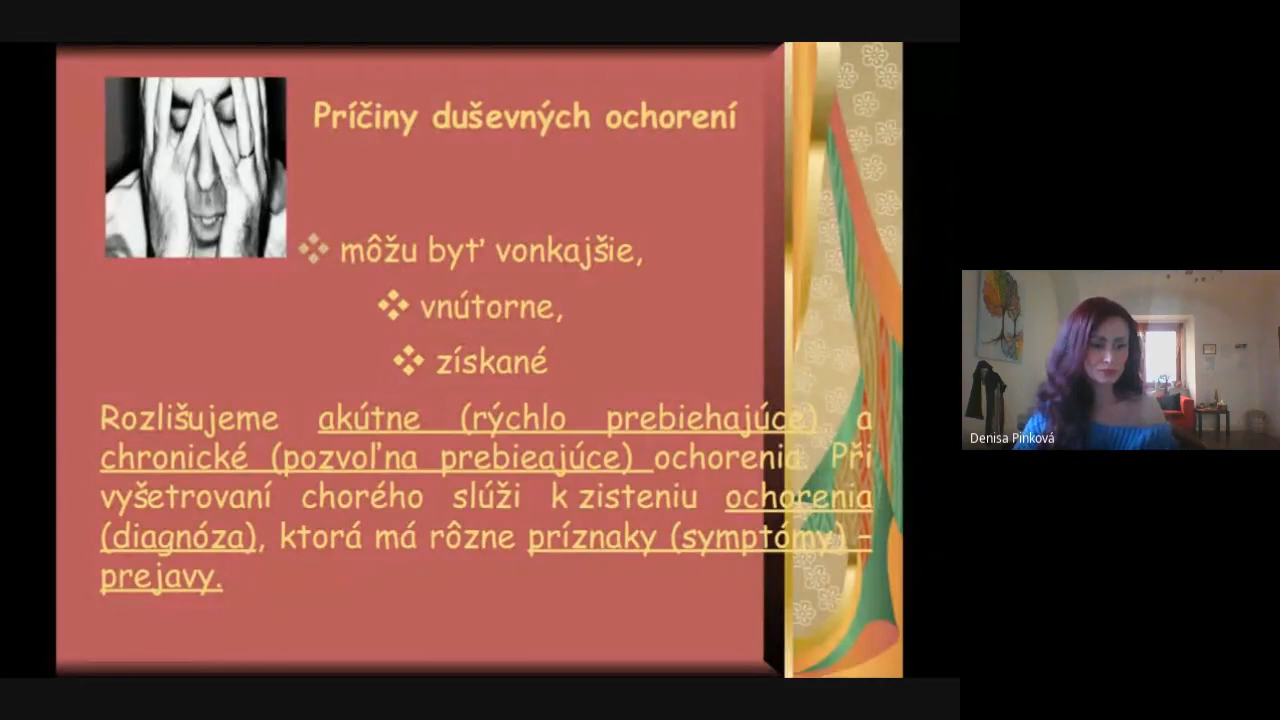 Príčiny duševných ochorení
❖ môžu byť vonkajšie,
❖ vnútorne,
❖ získané
Rozlišujeme akútne (rýchlo prebiehajúce) a
chronické (pozvoľna prebieajúce) ochorenia. Při
vyšetrovaní chorého slúži k zisteniu ochorenia
(diagnóza), ktorá má rôzne príznaky (symptómy) –
prejavy.
Denisa Pinková